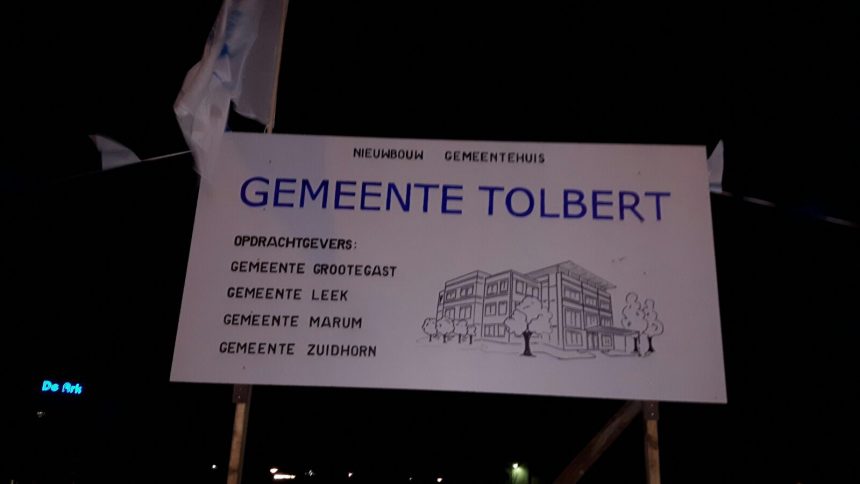 NIEUWBOUW GEMEENTEHUIS
GEMEENTE TOLBERT
OPDRACHTGEVERS:
GEMEENTE GROOTEGAST
GEMEENTE LEEK
GEMEENTE MARUM
GEMEENTE ZUIDHORN
De Ark